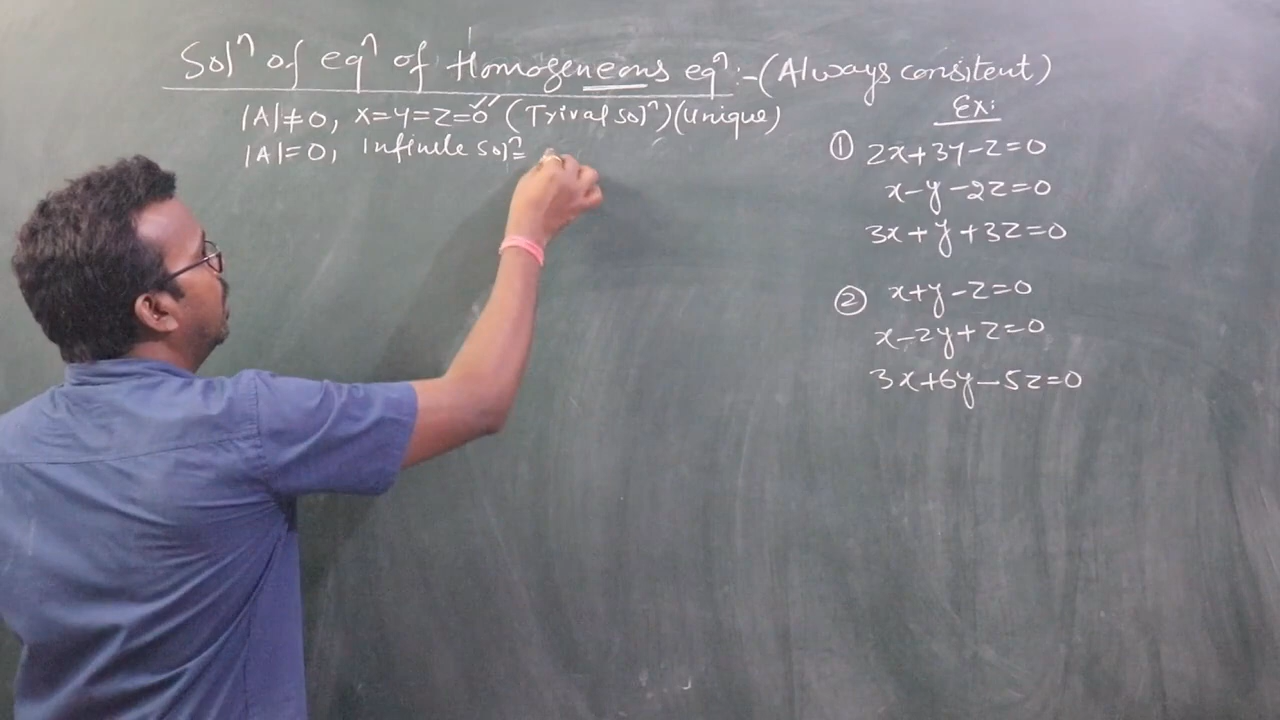 Solⁿ of eqⁿ of Homogeneous eqⁿ :- (Always consitent)
|A|≠0, x=y=z=0 (Trival solⁿ) (unique)
|A|=0, Infinite solⁿ
Ex:
① 2x+3y-z=0
x-y-2z=0
3x+y+3z=0
② x+y-z=0
x-2y+z=0
3x+6y-5z=0